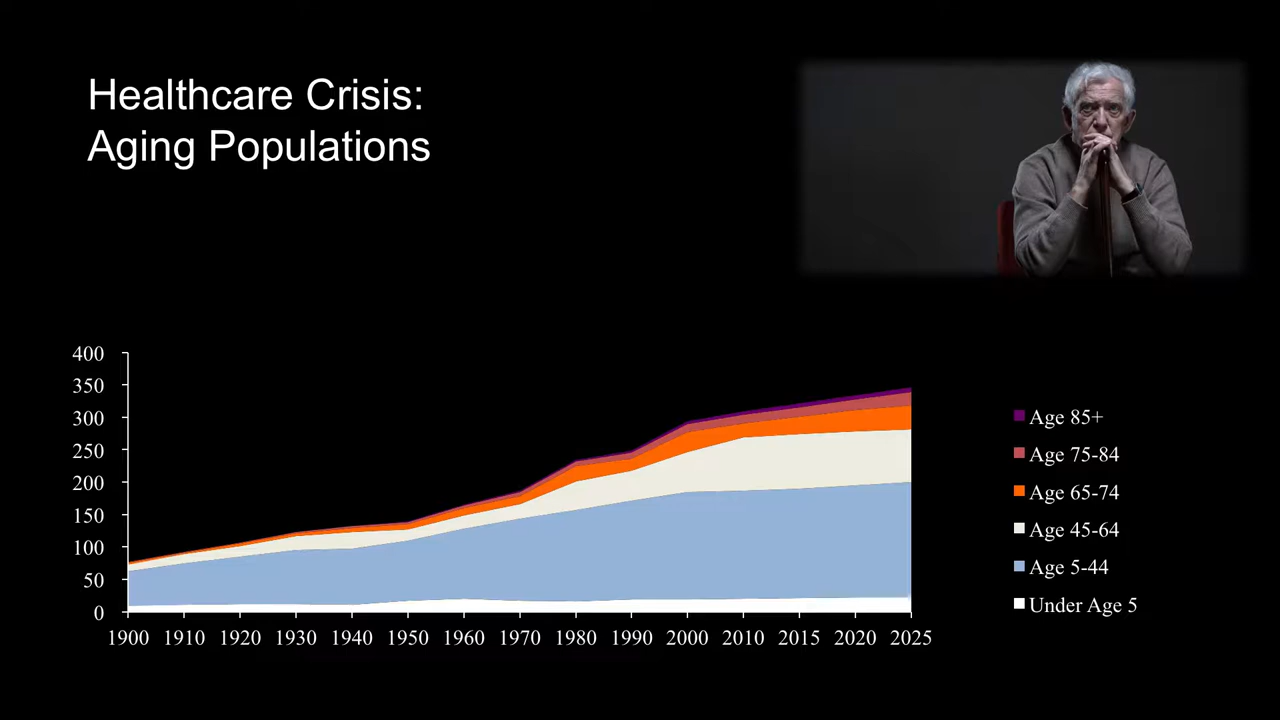 Healthcare Crisis:
Aging Populations
400
350
300
250
200
150
100
50
0
1900 1910 1920 1930 1940 1950 1960 1970 1980 1990 2000 2010 2015 2020 2025
Age 85+
Age 75-84
Age 65-74
Age 45-64
Age 5-44
Under Age 5